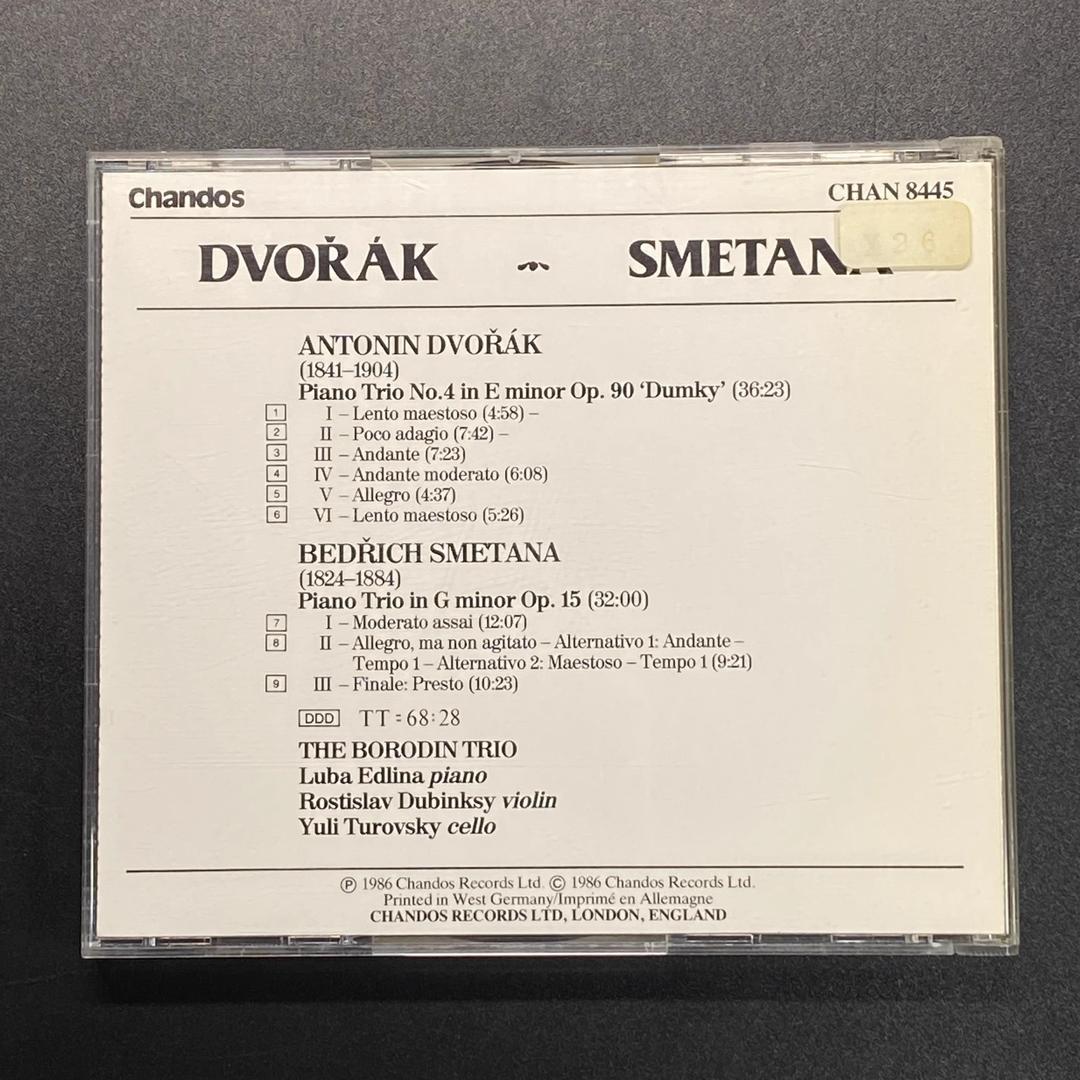 Chandos
CHAN 8445
26
DVOŘÁK ~ SMETANA
ANTONIN DVOŘÁK
(1841–1904)
Piano Trio No.4 in E minor Op. 90 ‘Dumky’ (36:23)
1 I – Lento maestoso (4:58) –
2 II – Poco adagio (7:42) –
3 III – Andante (7:23)
4 IV – Andante moderato (6:08)
5 V – Allegro (4:37)
6 VI – Lento maestoso (5:26)
BEDŘICH SMETANA
(1824–1884)
Piano Trio in G minor Op. 15 (32:00)
7 I – Moderato assai (12:07)
8 II – Allegro, ma non agitato – Alternativo 1: Andante –
Tempo 1 – Alternativo 2: Maestoso – Tempo 1 (9:21)
9 III – Finale: Presto (10:23)
DDD TT = 68:28
THE BORODIN TRIO
Luba Edlina piano
Rostislav Dubinksy violin
Yuli Turovsky cello
Ⓟ 1986 Chandos Records Ltd. © 1986 Chandos Records Ltd.
Printed in West Germany/Imprimé en Allemagne
CHANDOS RECORDS LTD, LONDON, ENGLAND